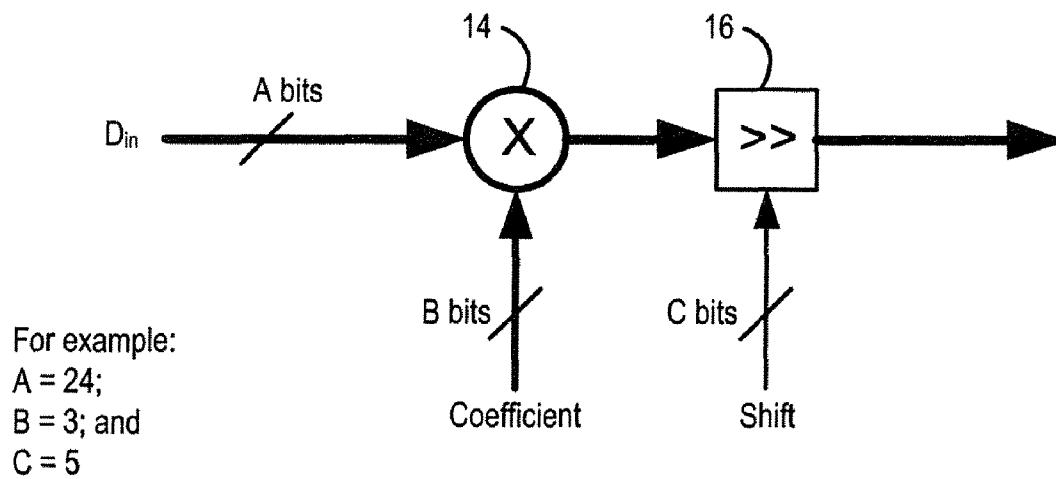 14
16
A bits
D_in
X
>>
B bits
C bits
For example:
A = 24;
B = 3; and
C = 5
Coefficient
Shift